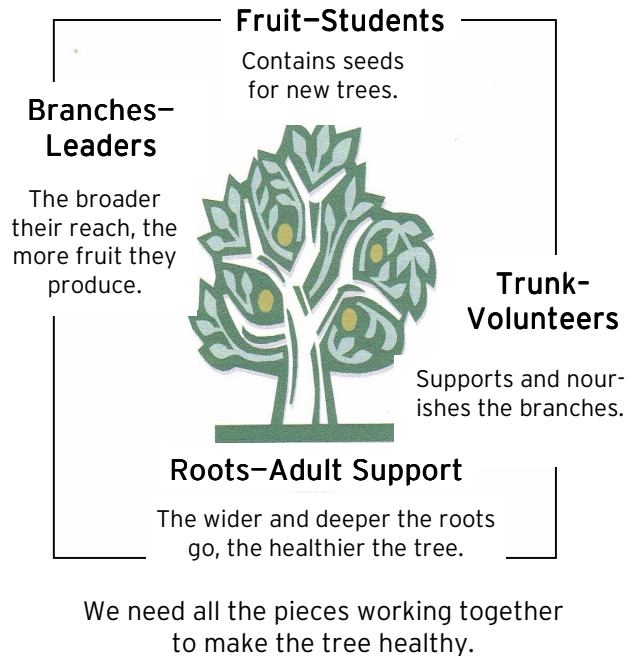 Fruit—Students
Contains seeds
for new trees.
Branches—
Leaders
The broader
their reach, the
more fruit they
produce.
Trunk-
Volunteers
Supports and nour-
ishes the branches.
Roots—Adult Support
The wider and deeper the roots
go, the healthier the tree.
We need all the pieces working together
to make the tree healthy.